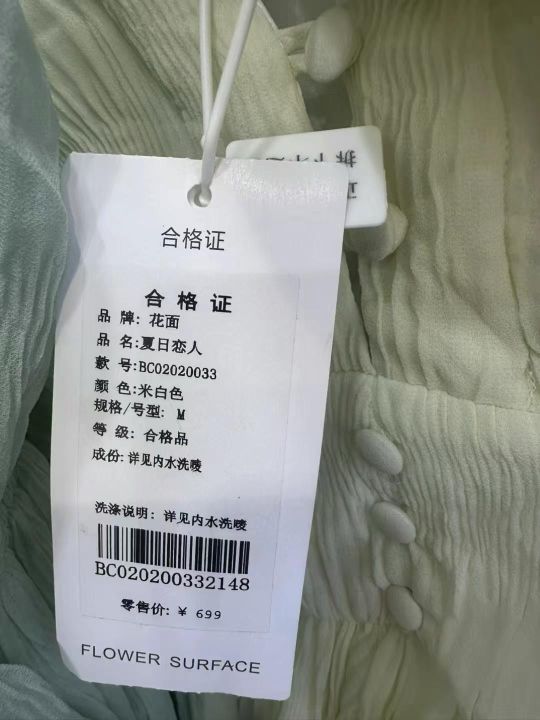 合格证
合 格 证
品 牌: 花面
品 名:夏日恋人
款 号:BC02020033
颜 色:米白色
规格/号型: M
等 级: 合格品
成份:详见内水洗唛
洗涤说明: 详见内水洗唛
BC020200332148
零售价: ¥ 699
FLOWER SURFACE